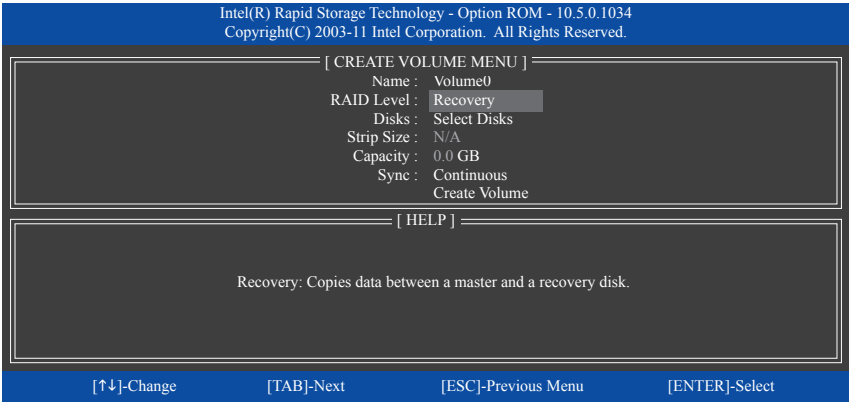 Intel(R) Rapid Storage Technology - Option ROM - 10.5.0.1034
Copyright(C) 2003-11 Intel Corporation. All Rights Reserved.
[ CREATE VOLUME MENU ]
Name : Volume0
RAID Level : Recovery
Disks : Select Disks
Strip Size : N/A
Capacity : 0.0 GB
Sync : Continuous
Create Volume
[ HELP ]
Recovery: Copies data between a master and a recovery disk.
[↑↓]-Change [TAB]-Next [ESC]-Previous Menu [ENTER]-Select